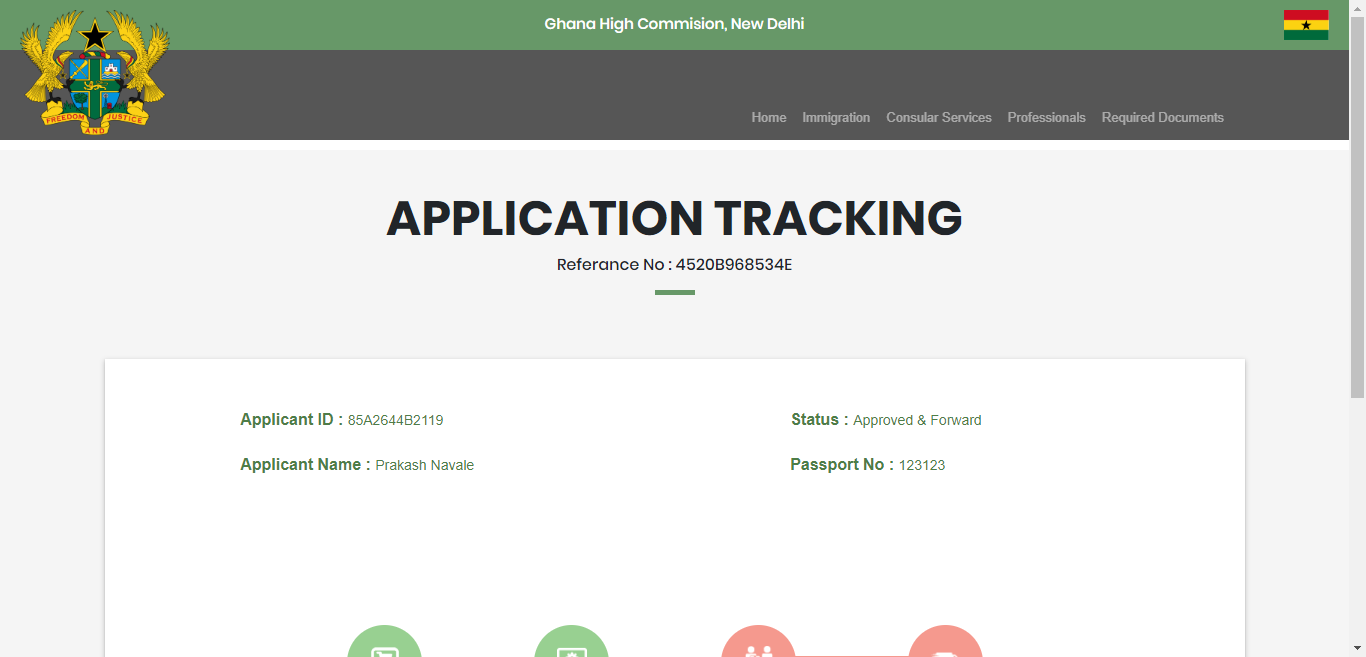 Ghana High Commision, New Delhi
FREEDOM AND JUSTICE
Home Immigration Consular Services Professionals Required Documents
APPLICATION TRACKING
Referance No : 4520B968534E
Applicant ID : 85A2644B2119 Status : Approved & Forward
Applicant Name : Prakash Navale Passport No : 123123